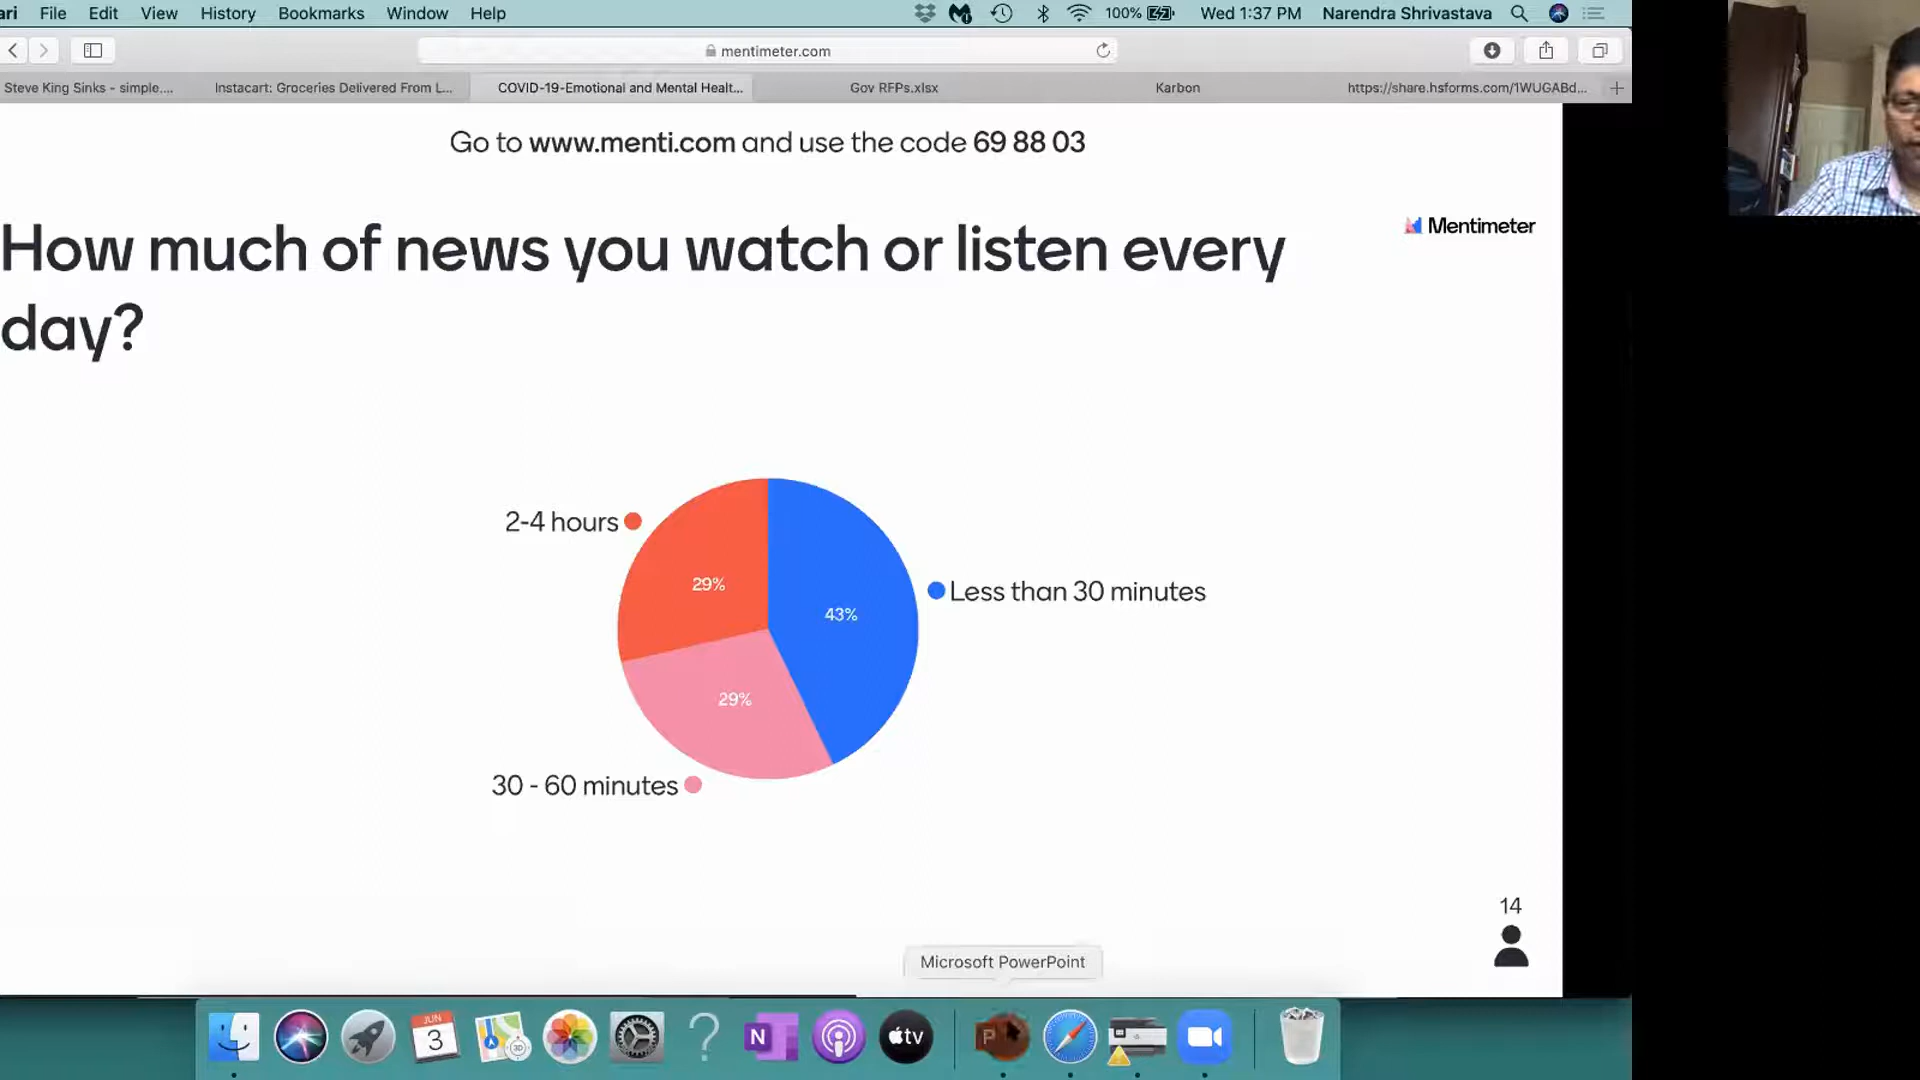 ari File Edit View History Bookmarks Window Help 100% Wed 1:37 PM Narendra Shrivastava
mentimeter.com
Steve King Sinks - simple.... Instacart: Groceries Delivered From L... COVID-19-Emotional and Mental Healt... Gov RFPs.xlsx Karbon https://share.hsforms.com/1WUGABd...
Go to www.menti.com and use the code 69 88 03
Mentimeter
How much of news you watch or listen every
day?
2-4 hours
29%
Less than 30 minutes
43%
29%
30 - 60 minutes
14
Microsoft PowerPoint
JUN
3
3D
N
tv
P